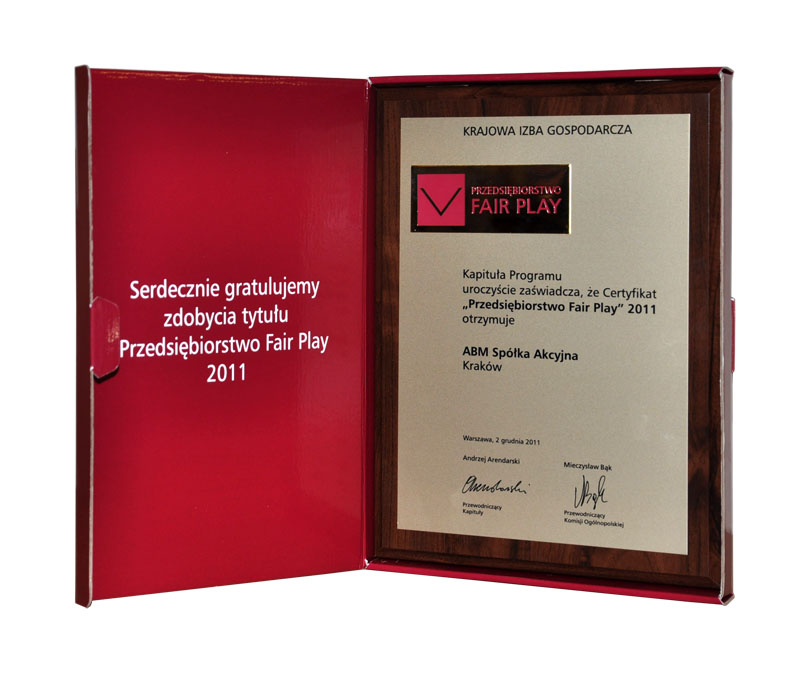 Serdecznie gratulujemy
zdobycia tytułu
Przedsiębiorstwo Fair Play
2011
KRAJOWA IZBA GOSPODARCZA
PRZEDSIĘBIORSTWO
FAIR PLAY
Kapituła Programu
uroczyście zaświadcza, że Certyfikat
„Przedsiębiorstwo Fair Play” 2011
otrzymuje
ABM Spółka Akcyjna
Kraków
Warszawa, 2 grudnia 2011
Andrzej Arendarski
Przewodniczący
Kapituły
Mieczysław Bąk
Przewodniczący
Komisji Ogólnopolskiej